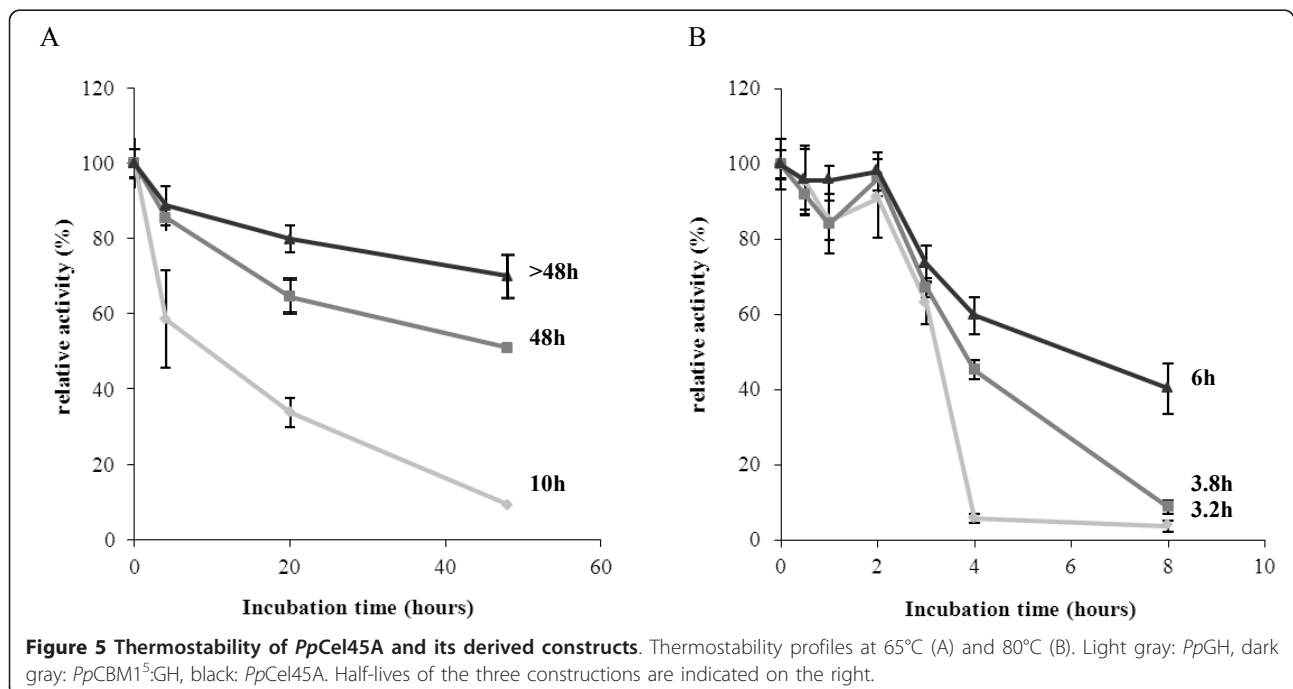 A
120
100
80
60
40
20
0
relative activity (%)
>48h
48h
10h
0
20
40
60
Incubation time (hours)
B
120
100
80
60
40
20
0
relative activity (%)
6h
3.8h
3.2h
0
2
4
6
8
10
Incubation time (hours)
Figure 5 Thermostability of PpCel45A and its derived constructs. Thermostability profiles at 65°C (A) and 80°C (B). Light gray: PpGH, dark
gray: PpCBM1⁵:GH, black: PpCel45A. Half-lives of the three constructions are indicated on the right.